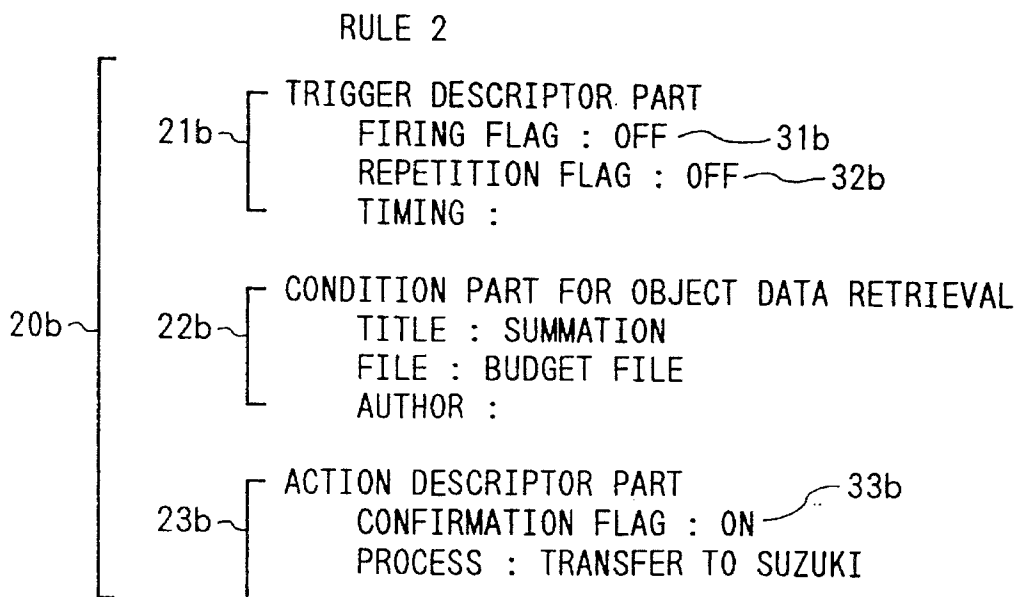 RULE 2
TRIGGER DESCRIPTOR PART
21b
FIRING FLAG : OFF 31b
REPETITION FLAG : OFF 32b
TIMING :
CONDITION PART FOR OBJECT DATA RETRIEVAL
20b 22b TITLE : SUMMATION
FILE : BUDGET FILE
AUTHOR :
ACTION DESCRIPTOR PART 33b
23b CONFIRMATION FLAG : ON
PROCESS : TRANSFER TO SUZUKI